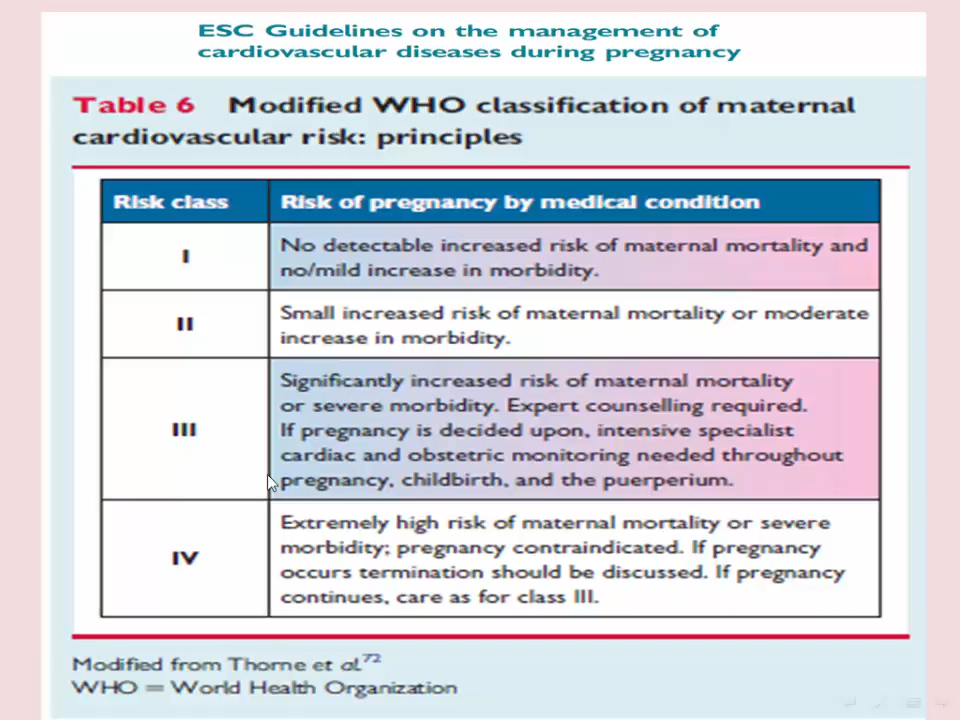 ESC Guidelines on the management of
cardiovascular diseases during pregnancy
Table 6 Modified WHO classification of maternal
cardiovascular risk: principles
Risk class Risk of pregnancy by medical condition
I
No detectable increased risk of maternal mortality and
no/mild increase in morbidity.
II
Small increased risk of maternal mortality or moderate
increase in morbidity.
III
Significantly increased risk of maternal mortality
or severe morbidity. Expert counselling required.
If pregnancy is decided upon, intensive specialist
cardiac and obstetric monitoring needed throughout
pregnancy, childbirth, and the puerperium.
IV
Extremely high risk of maternal mortality or severe
morbidity; pregnancy contraindicated. If pregnancy
occurs termination should be discussed. If pregnancy
continues, care as for class III.
Modified from Thorne et al.72
WHO = World Health Organization